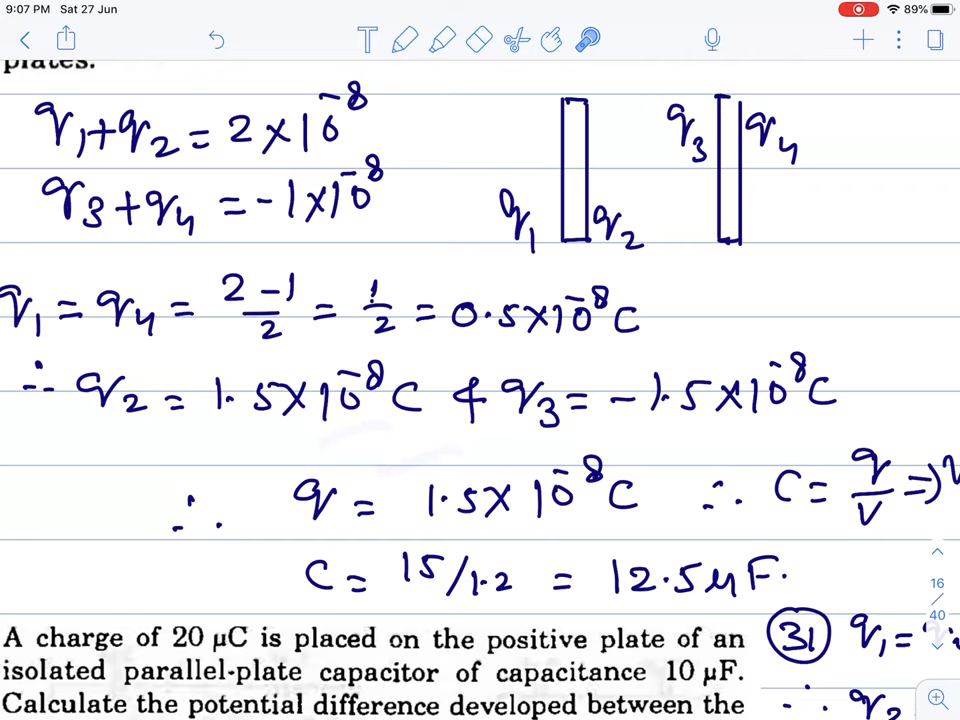 9:07 PM Sat 27 Jun 89%
plates.
q1+q2 = 2×10^-8
q3+q4 = -1×10^-8
q1 q2 q3 q4
q1 = q4 = 2-1/2 = 1/2 = 0.5×10^-8 C
∴ q2 = 1.5×10^-8 C & q3 = -1.5×10^-8 C
∴ q = 1.5×10^-8 C ∴ C = q/V =>
C = 15/1.2 = 12.5μF.
16/40
A charge of 20 μC is placed on the positive plate of an
isolated parallel-plate capacitor of capacitance 10 μF.
Calculate the potential difference developed between the
31 q1 =
∴ q2